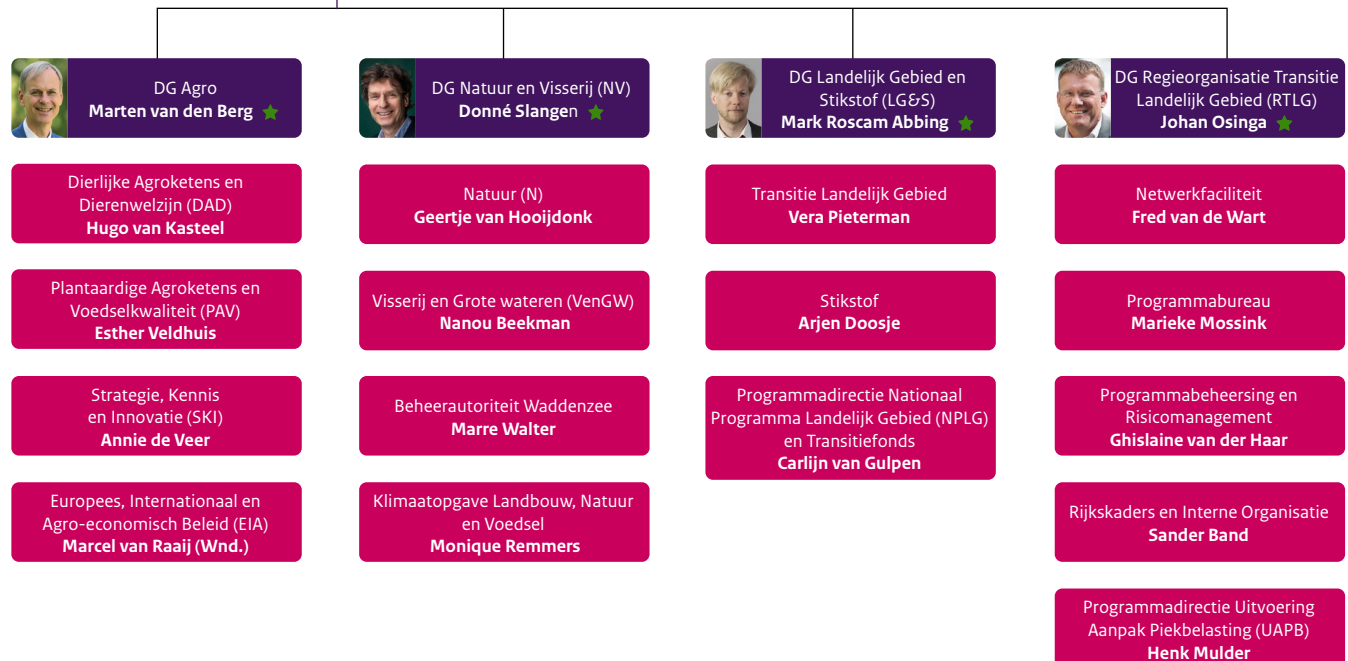 DG Agro
Marten van den Berg
Dierlijke Agroketens en
Dierenwelzijn (DAD)
Hugo van Kasteel
Plantaardige Agroketens en
Voedselkwaliteit (PAV)
Esther Veldhuis
Strategie, Kennis
en Innovatie (SKI)
Annie de Veer
Europees, Internationaal en
Agro-economisch Beleid (EIA)
Marcel van Raaij (Wnd.)
DG Natuur en Visserij (NV)
Donné Slangen
Natuur (N)
Geertje van Hooijdonk
Visserij en Grote wateren (VenGW)
Nanou Beekman
Beheerautoriteit Waddenzee
Marre Walter
Klimaatopgave Landbouw, Natuur
en Voedsel
Monique Remmers
DG Landelijk Gebied en
Stikstof (LG&S)
Mark Roscam Abbing
Transitie Landelijk Gebied
Vera Pieterman
Stikstof
Arjen Doosje
Programmadirectie Nationaal
Programma Landelijk Gebied (NPLG)
en Transitiefonds
Carlijn van Gulpen
DG Regieorganisatie Transitie
Landelijk Gebied (RTLG)
Johan Osinga
Netwerkfaciliteit
Fred van de Wart
Programmabureau
Marieke Mossink
Programmabeheersing en
Risicomanagement
Ghislaine van der Haar
Rijkskaders en Interne Organisatie
Sander Band
Programmadirectie Uitvoering
Aanpak Piekbelasting (UAPB)
Henk Mulder